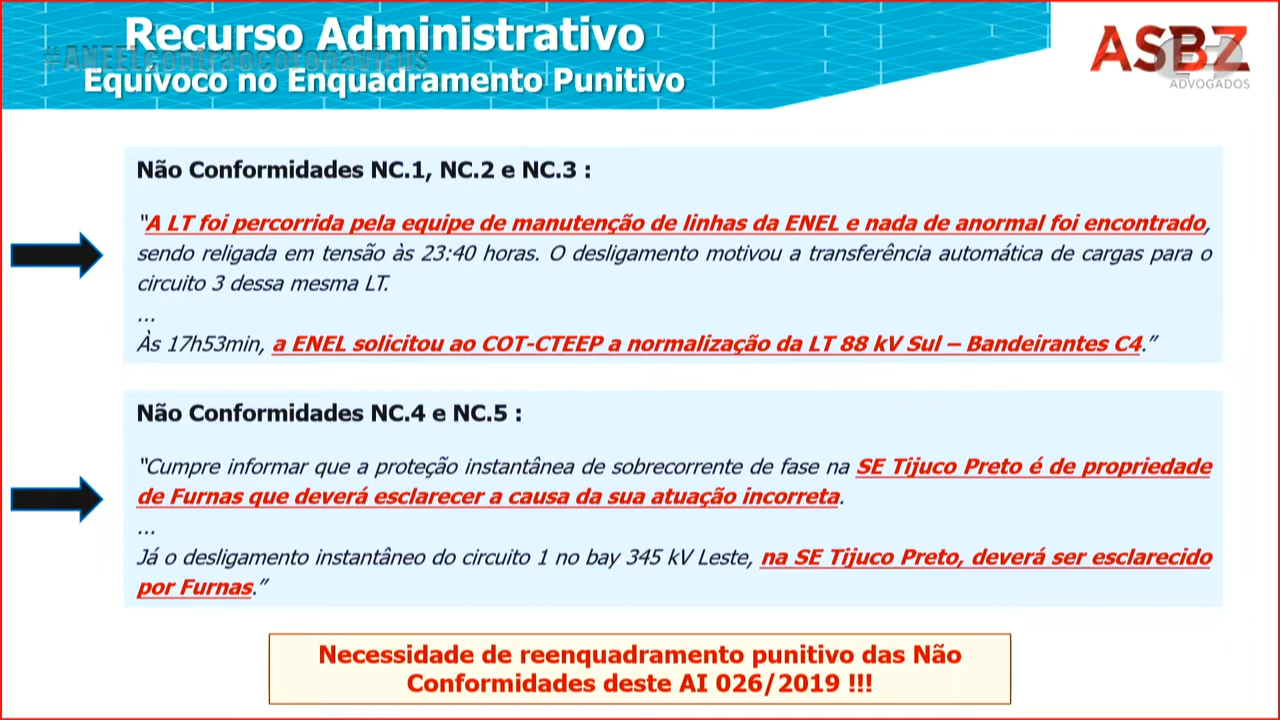 Recurso Administrativo
#ANEELcontraocoronavírus
Equívoco no Enquadramento Punitivo
ASBZ
ADVOGADOS
Não Conformidades NC.1, NC.2 e NC.3 :
"A LT foi percorrida pela equipe de manutenção de linhas da ENEL e nada de anormal foi encontrado,
sendo religada em tensão às 23:40 horas. O desligamento motivou a transferência automática de cargas para o
circuito 3 dessa mesma LT.
...
Às 17h53min, a ENEL solicitou ao COT-CTEEP a normalização da LT 88 kV Sul – Bandeirantes C4."
Não Conformidades NC.4 e NC.5 :
"Cumpre informar que a proteção instantânea de sobrecorrente de fase na SE Tijuco Preto é de propriedade
de Furnas que deverá esclarecer a causa da sua atuação incorreta.
...
Já o desligamento instantâneo do circuito 1 no bay 345 kV Leste, na SE Tijuco Preto, deverá ser esclarecido
por Furnas."
Necessidade de reenquadramento punitivo das Não
Conformidades deste AI 026/2019 !!!